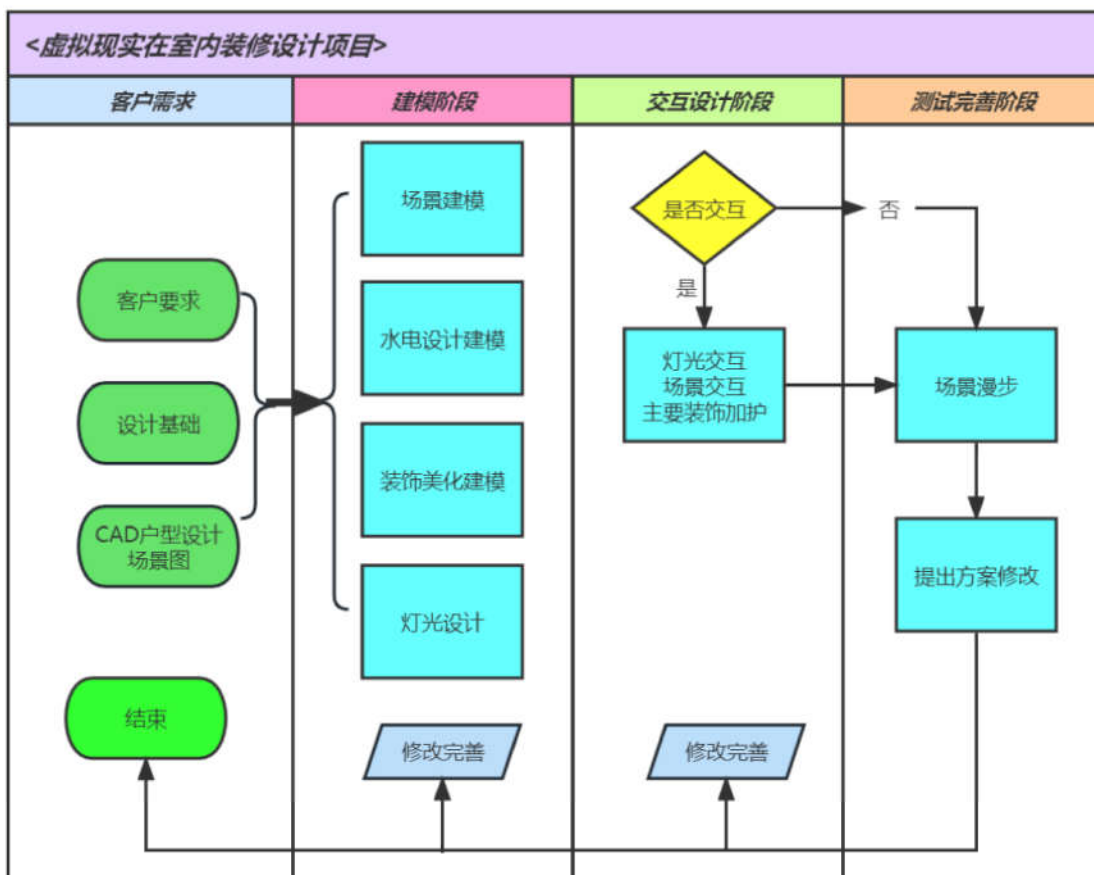 <虚拟现实在室内装修设计项目>
客户需求
建模阶段
交互设计阶段
测试完善阶段
客户要求
设计基础
CAD户型设计
场景图
结束
场景建模
水电设计建模
装饰美化建模
灯光设计
修改完善
是否交互
是
灯光交互
场景交互
主要装饰加护
修改完善
否
场景漫步
提出方案修改